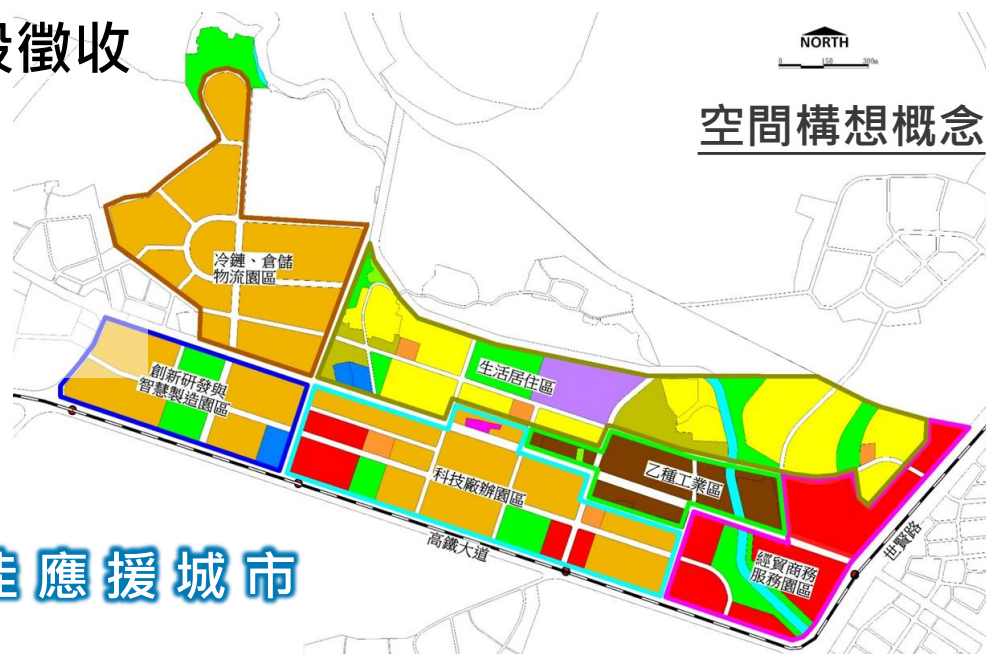 段徵收
NORTH
0 150 300m
空間構想概念
冷鏈、倉儲
物流園區
創新研發與
智慧製造園區
生活居住區
科技廠辦園區
乙種工業區
經貿商務
服務園區
高鐵大道
世賢路
佳應援城市